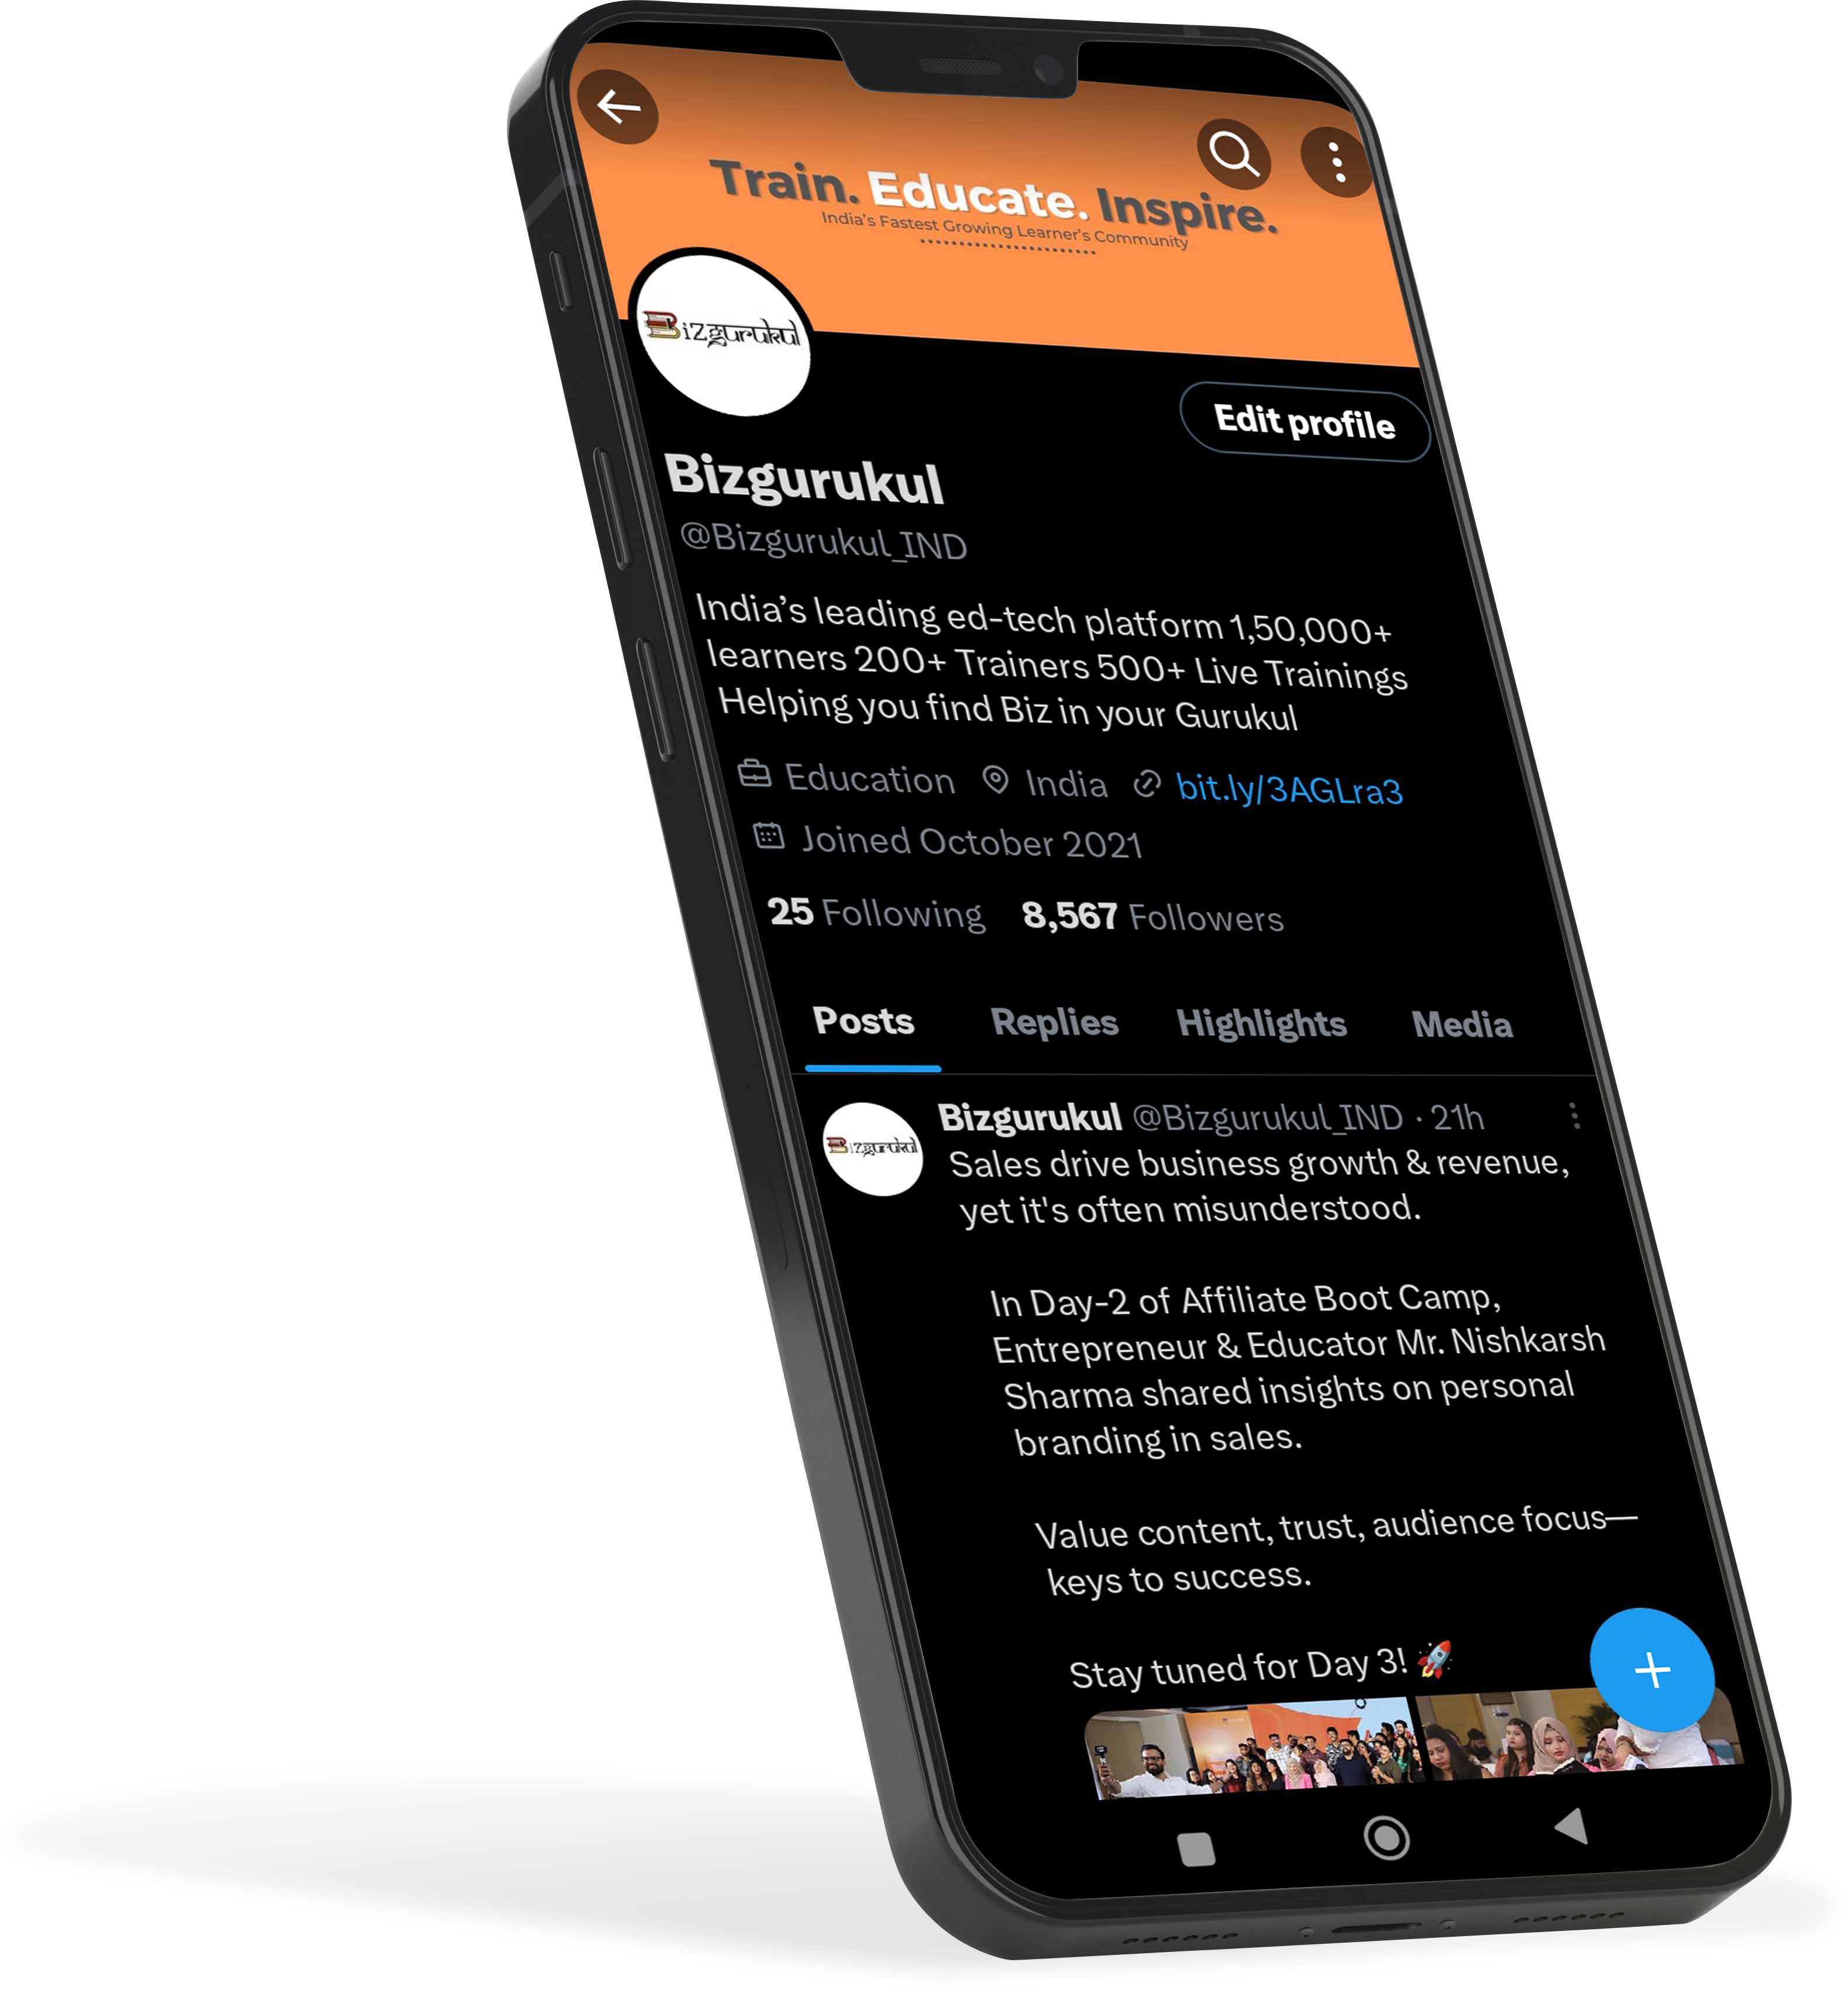 Train. Educate. Inspire.
India's Fastest Growing Learner's Community
Bizgurukul
Edit profile
Bizgurukul
@Bizgurukul_IND
India’s leading ed-tech platform 1,50,000+
learners 200+ Trainers 500+ Live Trainings
Helping you find Biz in your Gurukul
Education India bit.ly/3AGLra3
Joined October 2021
25 Following 8,567 Followers
Posts Replies Highlights Media
Bizgurukul
Bizgurukul @Bizgurukul_IND · 21h
Sales drive business growth & revenue,
yet it's often misunderstood.
In Day-2 of Affiliate Boot Camp,
Entrepreneur & Educator Mr. Nishkarsh
Sharma shared insights on personal
branding in sales.
Value content, trust, audience focus—
keys to success.
Stay tuned for Day 3! 🚀